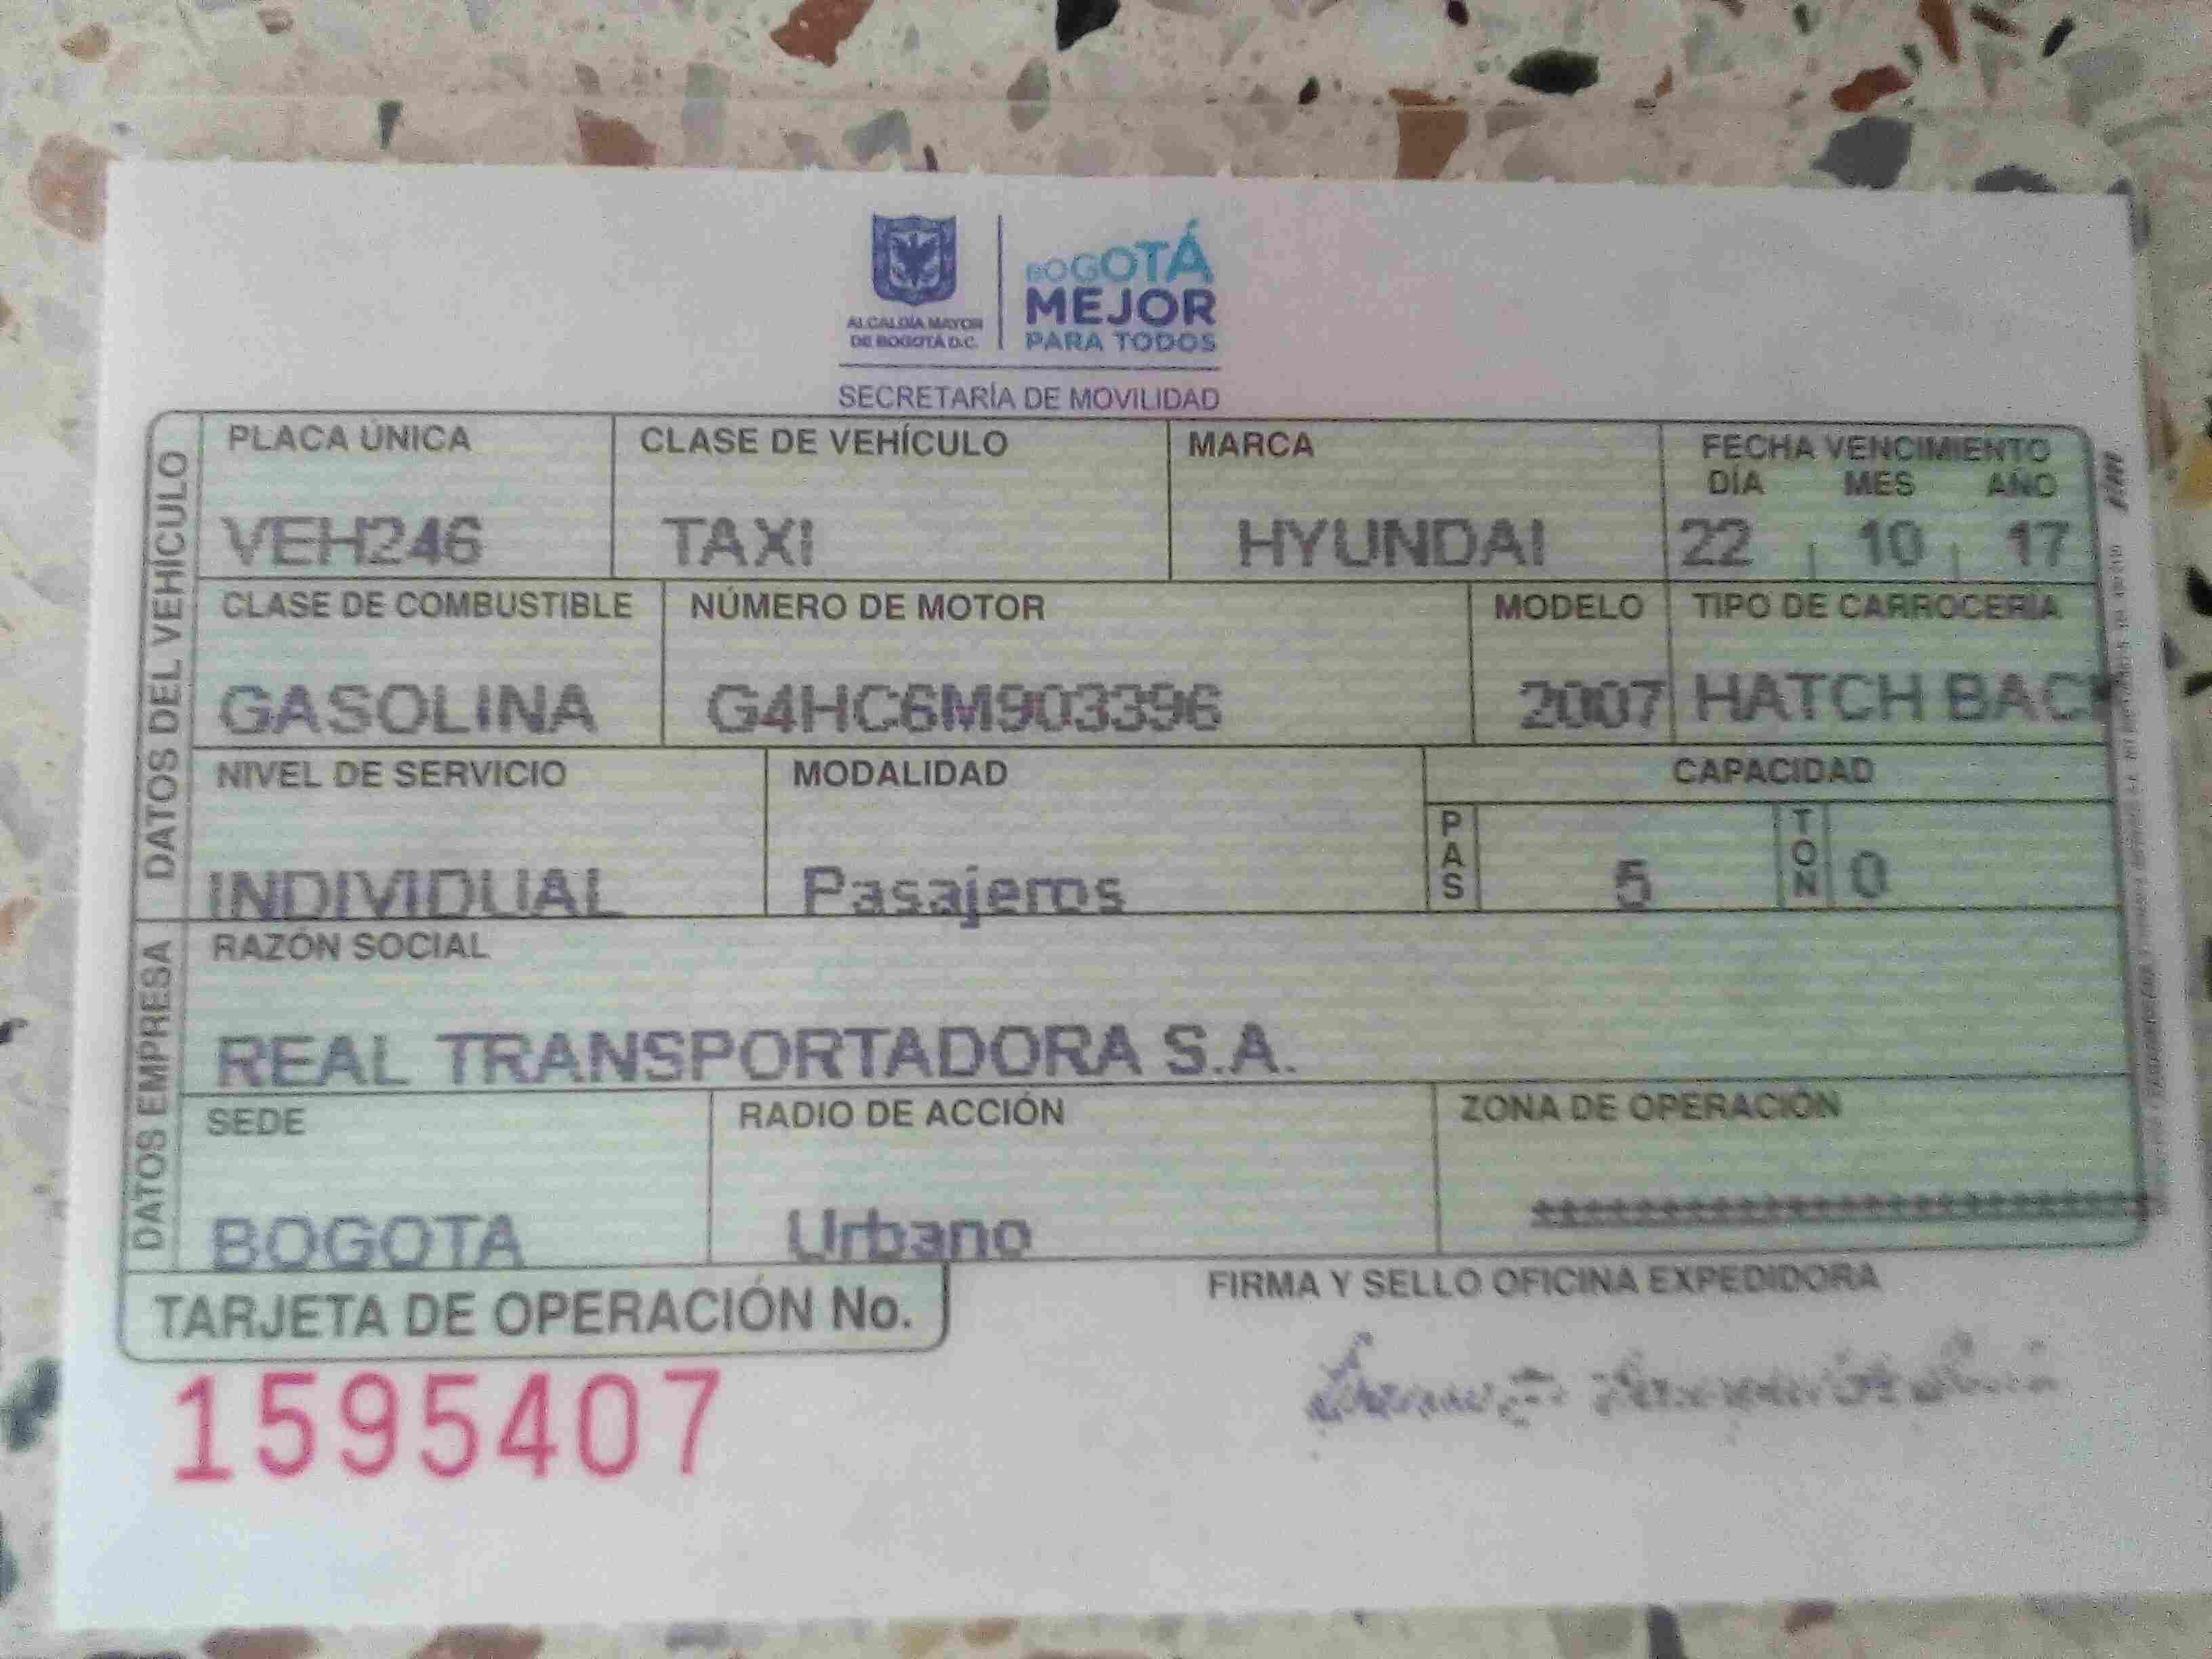 ALCALDÍA MAYOR
DE BOGOTÁ D.C.
BOGOTÁ
MEJOR
PARA TODOS
SECRETARÍA DE MOVILIDAD
DATOS DEL VEHÍCULO
PLACA ÚNICA CLASE DE VEHÍCULO MARCA FECHA VENCIMIENTO
DÍA MES AÑO
VEH246 TAXI HYUNDAI 22 10 17
CLASE DE COMBUSTIBLE NÚMERO DE MOTOR MODELO TIPO DE CARROCERÍA
GASOLINA G4HC6M903396 2007 HATCH BACK
NIVEL DE SERVICIO MODALIDAD CAPACIDAD
INDIVIDUAL Pasajeros PAS 5 TON 0
DATOS EMPRESA
RAZÓN SOCIAL
REAL TRANSPORTADORA S.A.
SEDE RADIO DE ACCIÓN ZONA DE OPERACIÓN
BOGOTA Urbano ************************
TARJETA DE OPERACIÓN No. FIRMA Y SELLO OFICINA EXPEDIDORA
1595407